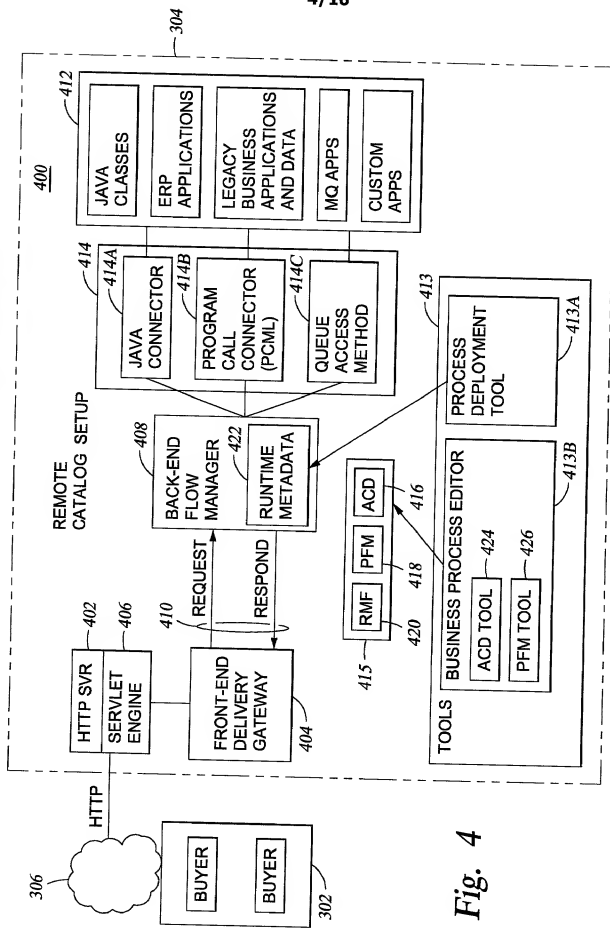 4/16
304
400
REMOTE
CATALOG SETUP
412
JAVA
CLASSES
ERP
APPLICATIONS
LEGACY
BUSINESS
APPLICATIONS
AND DATA
MQ APPS
CUSTOM
APPS
414
414A
JAVA
CONNECTOR
414B
PROGRAM
CALL
CONNECTOR
(PCML)
414C
QUEUE
ACCESS
METHOD
408
BACK-END
FLOW
MANAGER
422
RUNTIME
METADATA
REQUEST
RESPOND
410
402
HTTP SVR
406
SERVLET
ENGINE
FRONT-END
DELIVERY
GATEWAY
404
HTTP
306
BUYER
BUYER
302
RMF
PFM
ACD
420
418
416
415
413
TOOLS
BUSINESS PROCESS EDITOR
ACD TOOL
424
PFM TOOL
426
413B
PROCESS
DEPLOYMENT
TOOL
413A
Fig. 4